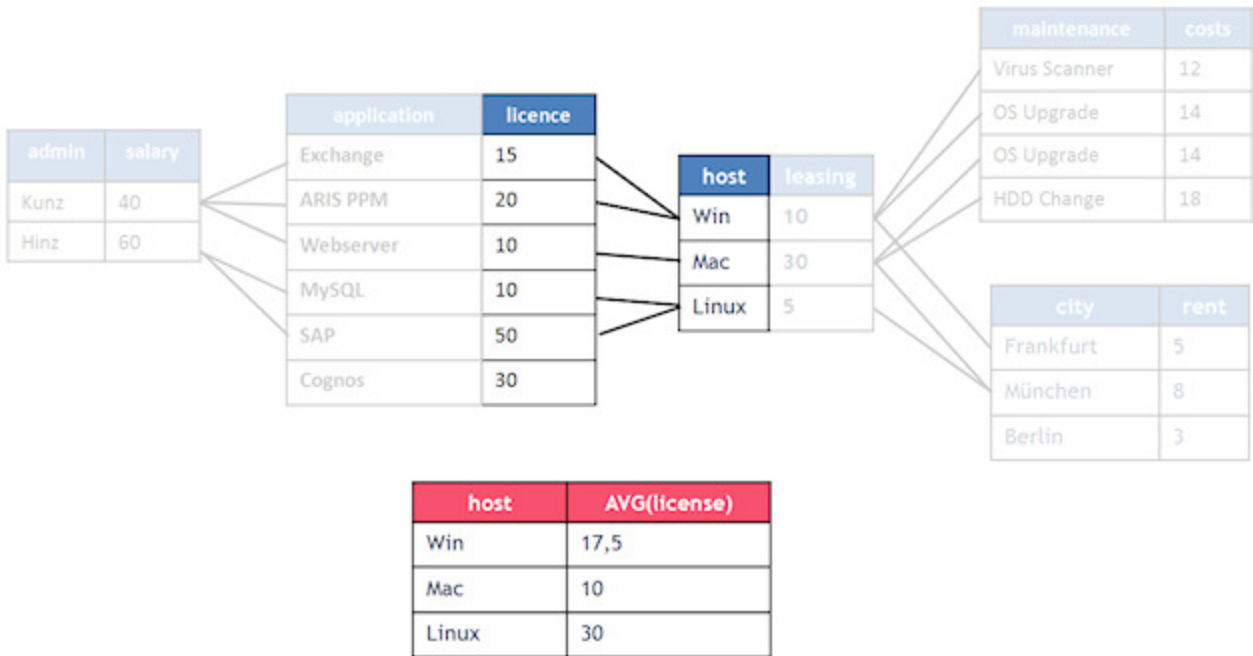 maintenance costs
Virus Scanner 12
OS Upgrade 14
OS Upgrade 14
HDD Change 18
application licence
Exchange 15
ARIS PPM 20
Webserver 10
MySQL 10
SAP 50
Cognos 30
admin salary
Kunz 40
Hinz 60
host leasing
Win 10
Mac 30
Linux 5
city rent
Frankfurt 5
München 8
Berlin 3
host AVG(license)
Win 17,5
Mac 10
Linux 30